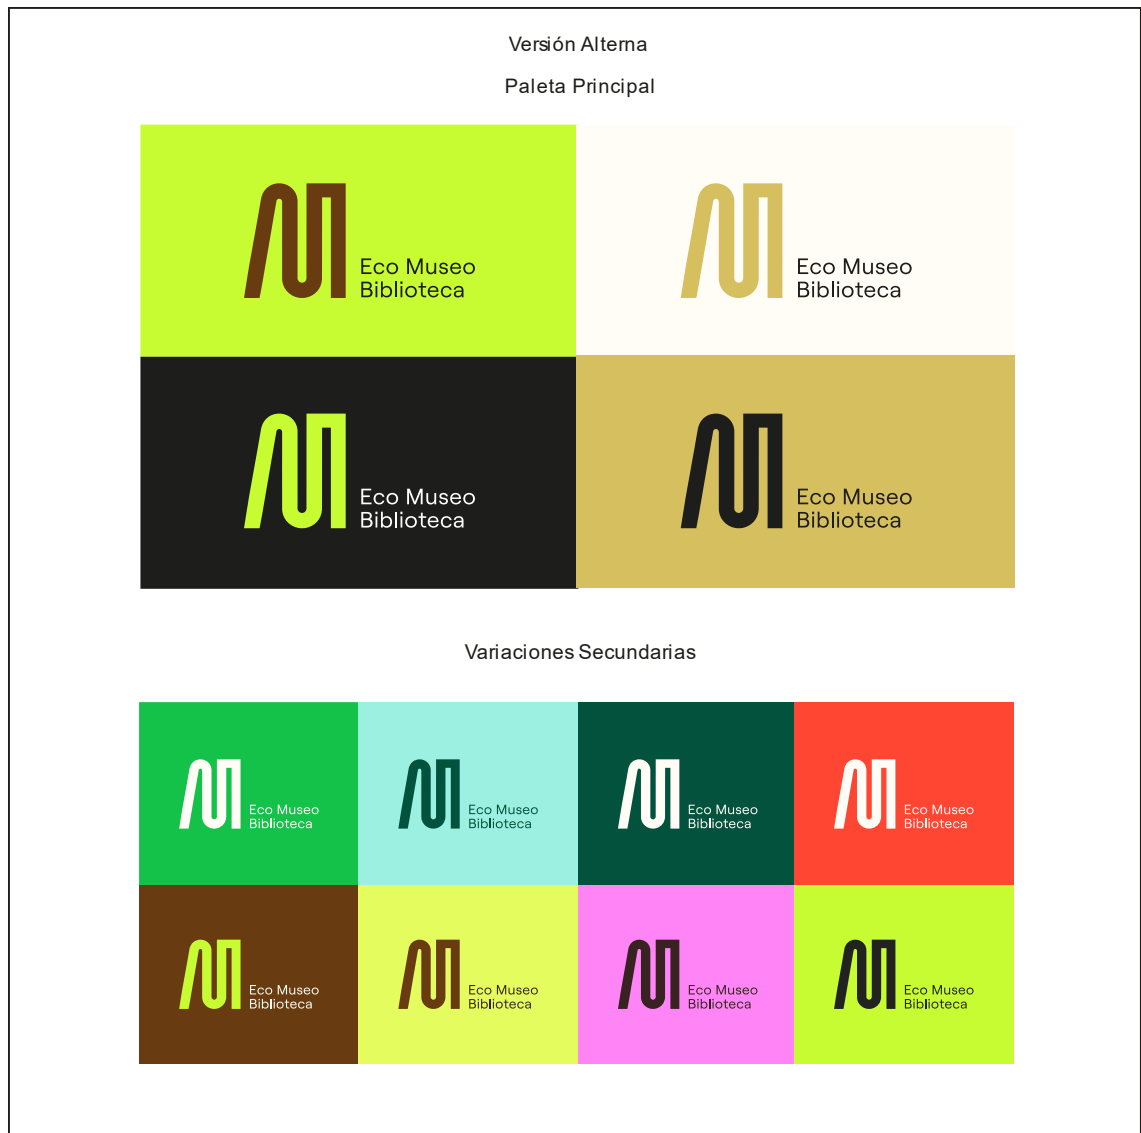 Versión Alterna
Paleta Principal
Eco Museo
Biblioteca
Eco Museo
Biblioteca
Eco Museo
Biblioteca
Eco Museo
Biblioteca
Variaciones Secundarias
Eco Museo
Biblioteca
Eco Museo
Biblioteca
Eco Museo
Biblioteca
Eco Museo
Biblioteca
Eco Museo
Biblioteca
Eco Museo
Biblioteca
Eco Museo
Biblioteca
Eco Museo
Biblioteca